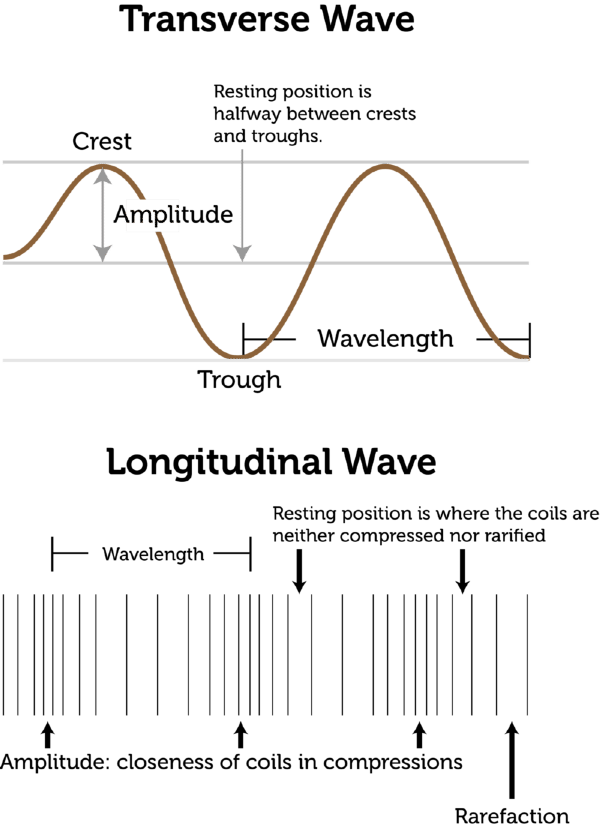 Transverse Wave
Resting position is
halfway between crests
and troughs.
Crest
Amplitude
Wavelength
Trough
Longitudinal Wave
Resting position is where the coils are
neither compressed nor rarified
Wavelength
Amplitude: closeness of coils in compressions
Rarefaction